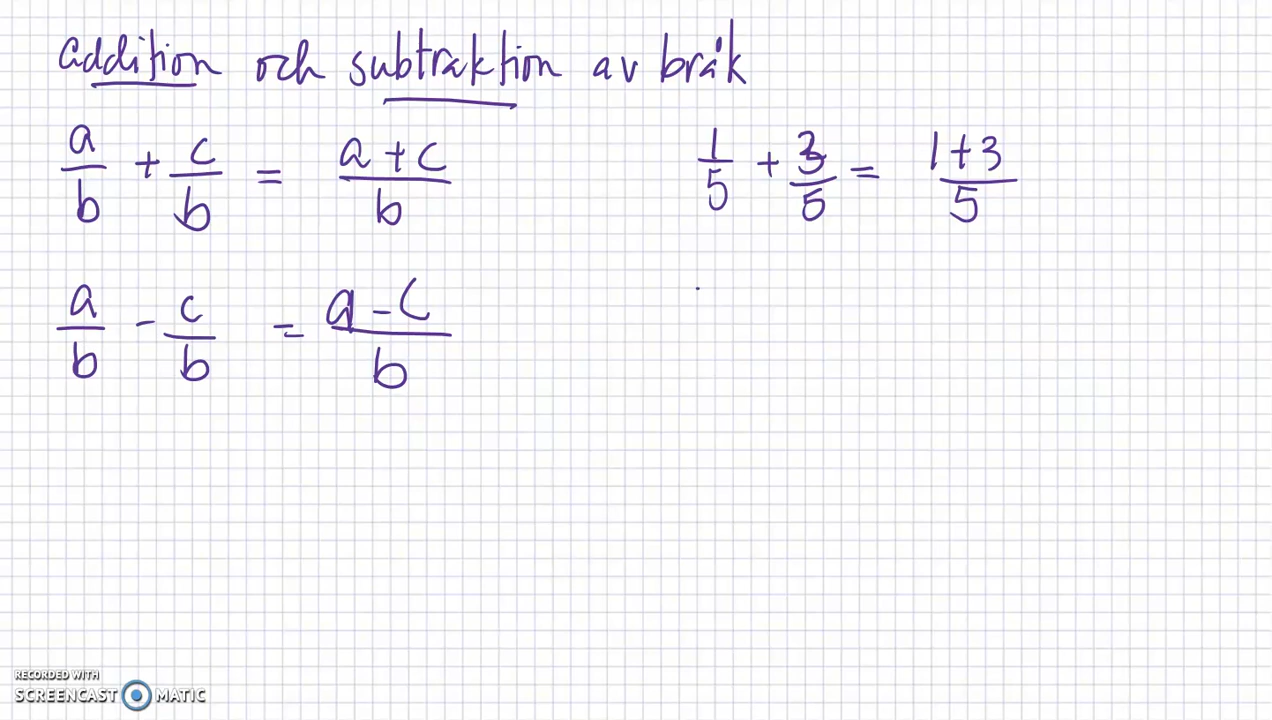 addition och subtraktion av bråk
a/b + c/b = (a + c)/b
1/5 + 3/5 = (1+3)/5
a/b - c/b = (a - c)/b
RECORDED WITH
SCREENCAST MATIC